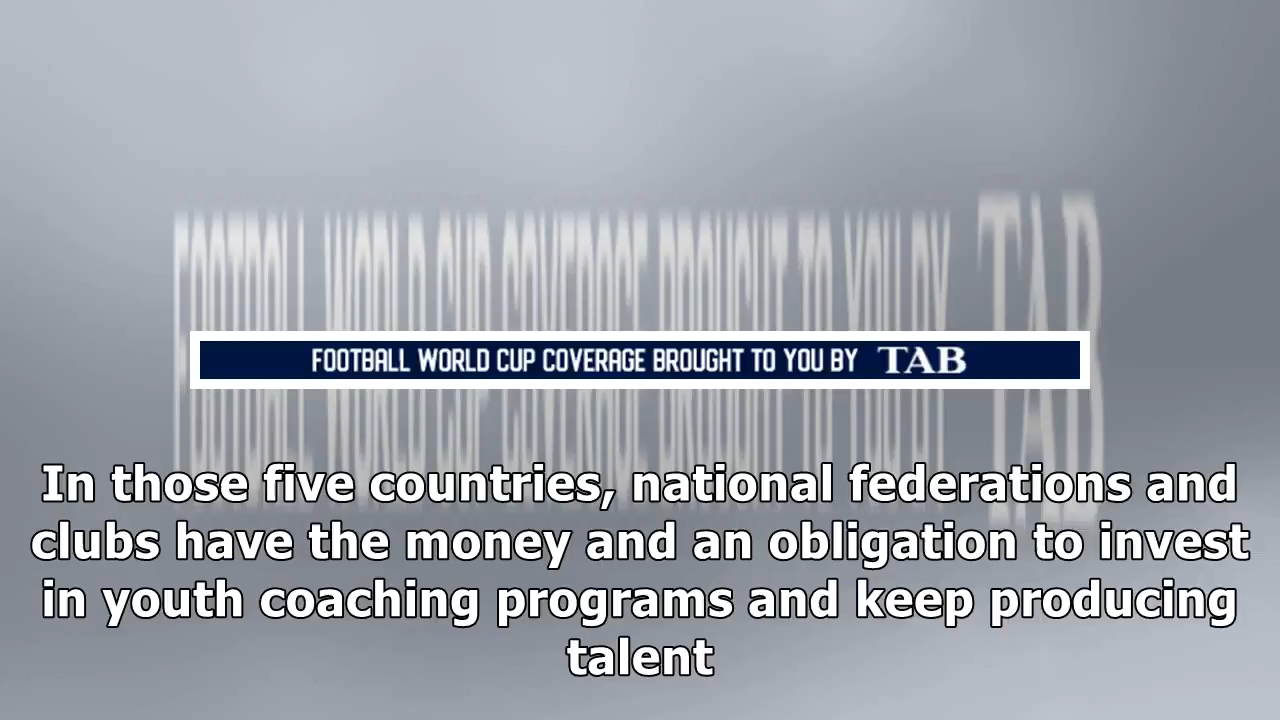 FOOTBALL WORLD CUP COVERAGE BROUGHT TO YOU BY TAB
In those five countries, national federations and
clubs have the money and an obligation to invest
in youth coaching programs and keep producing
talent